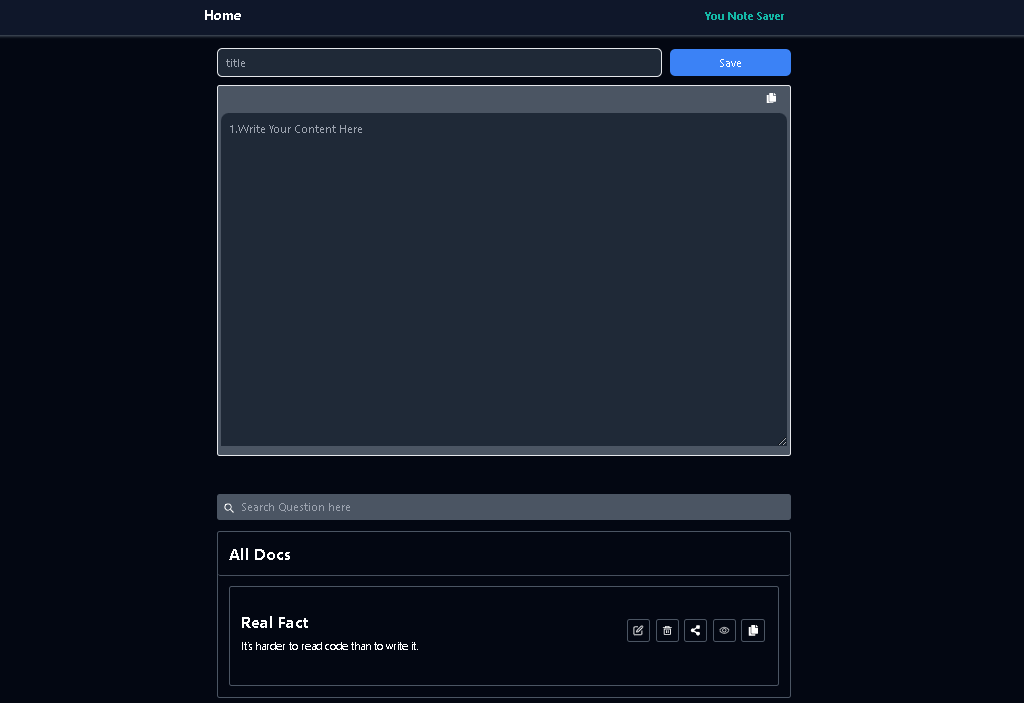 Home
You Note Saver
title
Save
1.Write Your Content Here
Search Question here
All Docs
Real Fact
It's harder to read code than to write it.